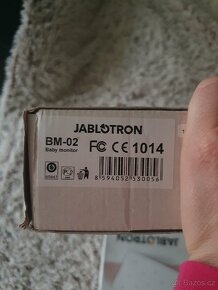 JABLOTRON
BM-02
Baby monitor
FC CE 1014
8 594052 530056
JABLOTRON